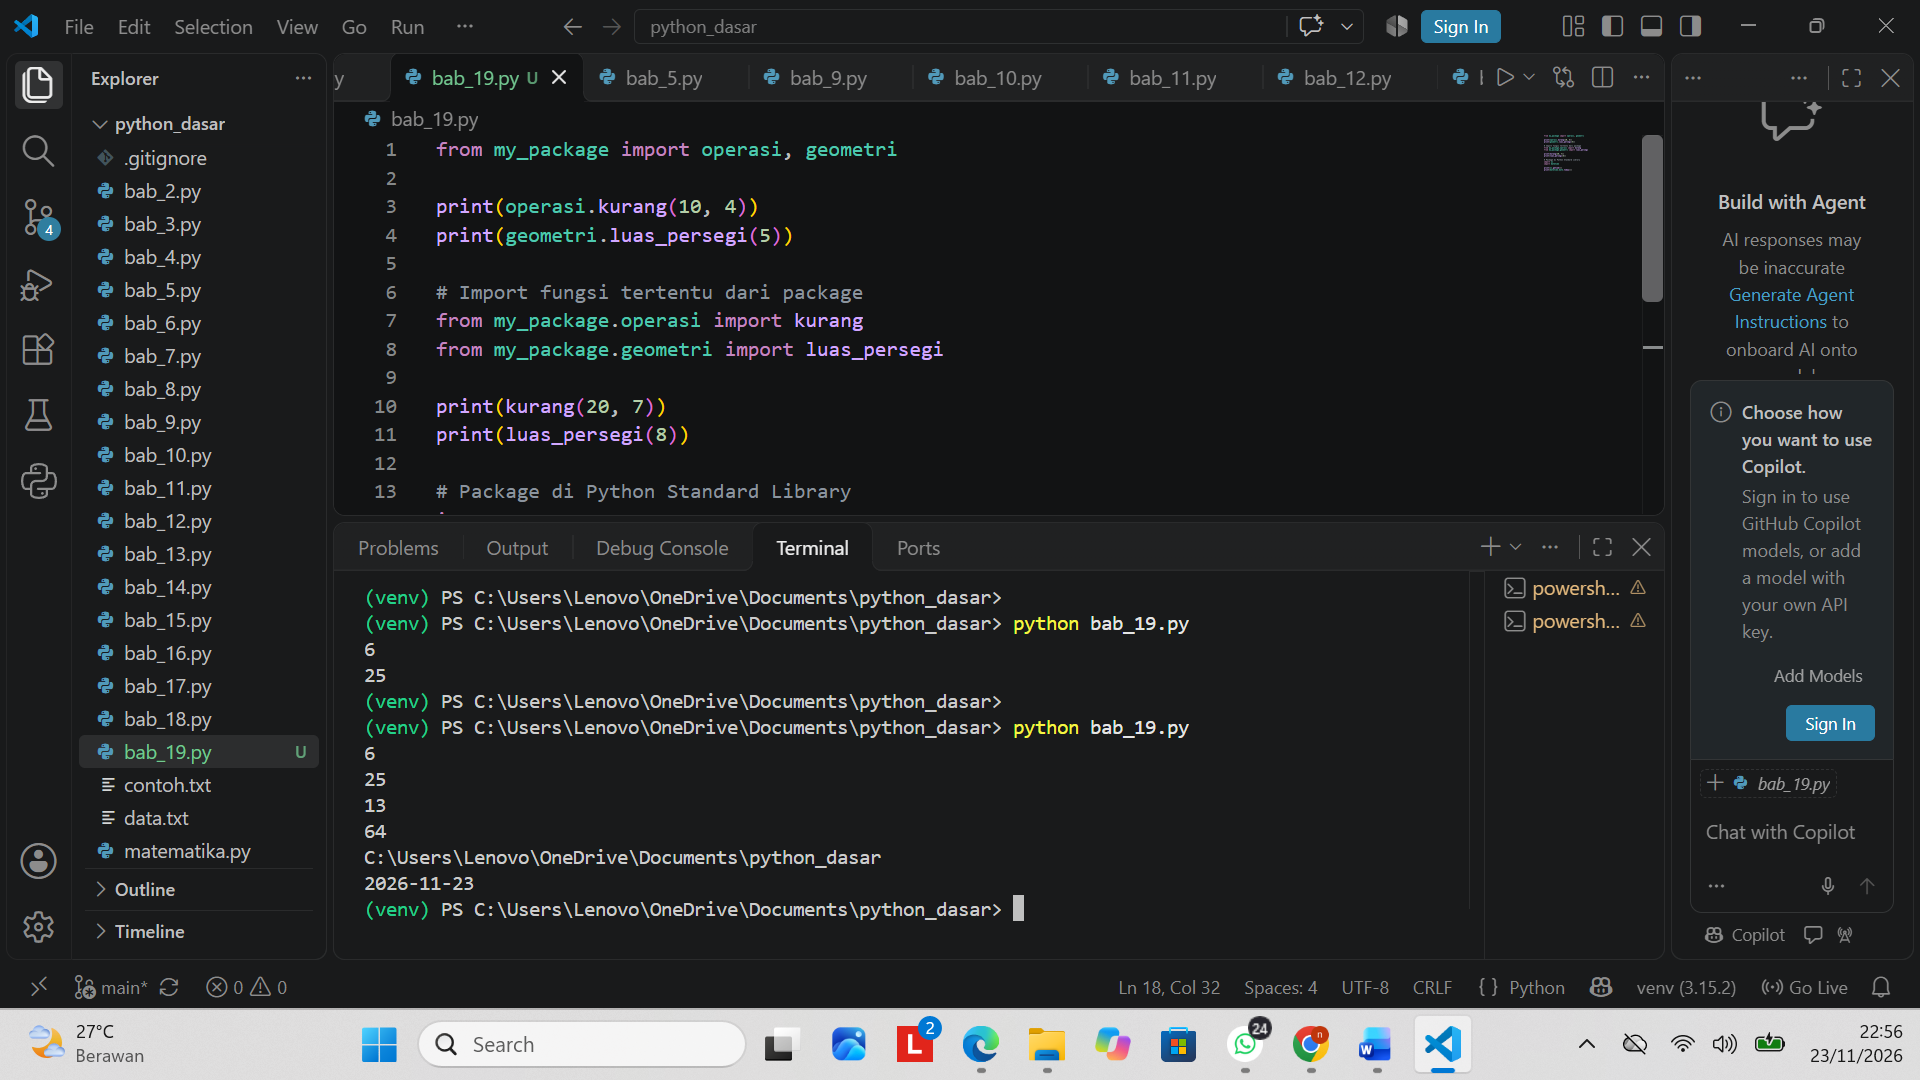 File Edit Selection View Go Run ··· python_dasar Sign In
Explorer ···
python_dasar
.gitignore
bab_2.py
bab_3.py
bab_4.py
bab_5.py
bab_6.py
bab_7.py
bab_8.py
bab_9.py
bab_10.py
bab_11.py
bab_12.py
bab_13.py
bab_14.py
bab_15.py
bab_16.py
bab_17.py
bab_18.py
bab_19.py U
contoh.txt
data.txt
matematika.py
Outline
Timeline
4
y bab_19.py U bab_5.py bab_9.py bab_10.py bab_11.py bab_12.py
bab_19.py
1 from my_package import operasi, geometri
2
3 print(operasi.kurang(10, 4))
4 print(geometri.luas_persegi(5))
5
6 # Import fungsi tertentu dari package
7 from my_package.operasi import kurang
8 from my_package.geometri import luas_persegi
9
10 print(kurang(20, 7))
11 print(luas_persegi(8))
12
13 # Package di Python Standard Library
Problems Output Debug Console Terminal Ports
(venv) PS C:\Users\Lenovo\OneDrive\Documents\python_dasar>
(venv) PS C:\Users\Lenovo\OneDrive\Documents\python_dasar> python bab_19.py
6
25
(venv) PS C:\Users\Lenovo\OneDrive\Documents\python_dasar>
(venv) PS C:\Users\Lenovo\OneDrive\Documents\python_dasar> python bab_19.py
6
25
13
64
C:\Users\Lenovo\OneDrive\Documents\python_dasar
2026-11-23
(venv) PS C:\Users\Lenovo\OneDrive\Documents\python_dasar>
powersh...
powersh...
Build with Agent
AI responses may
be inaccurate
Generate Agent
Instructions to
onboard AI onto
Choose how
you want to use
Copilot.
Sign in to use
GitHub Copilot
models, or add
a model with
your own API
key.
Add Models
Sign In
bab_19.py
Chat with Copilot
Copilot
main* 0 0 Ln 18, Col 32 Spaces: 4 UTF-8 CRLF { } Python venv (3.15.2) Go Live
27°C
Berawan
Search
2
24
22:56
23/11/2026